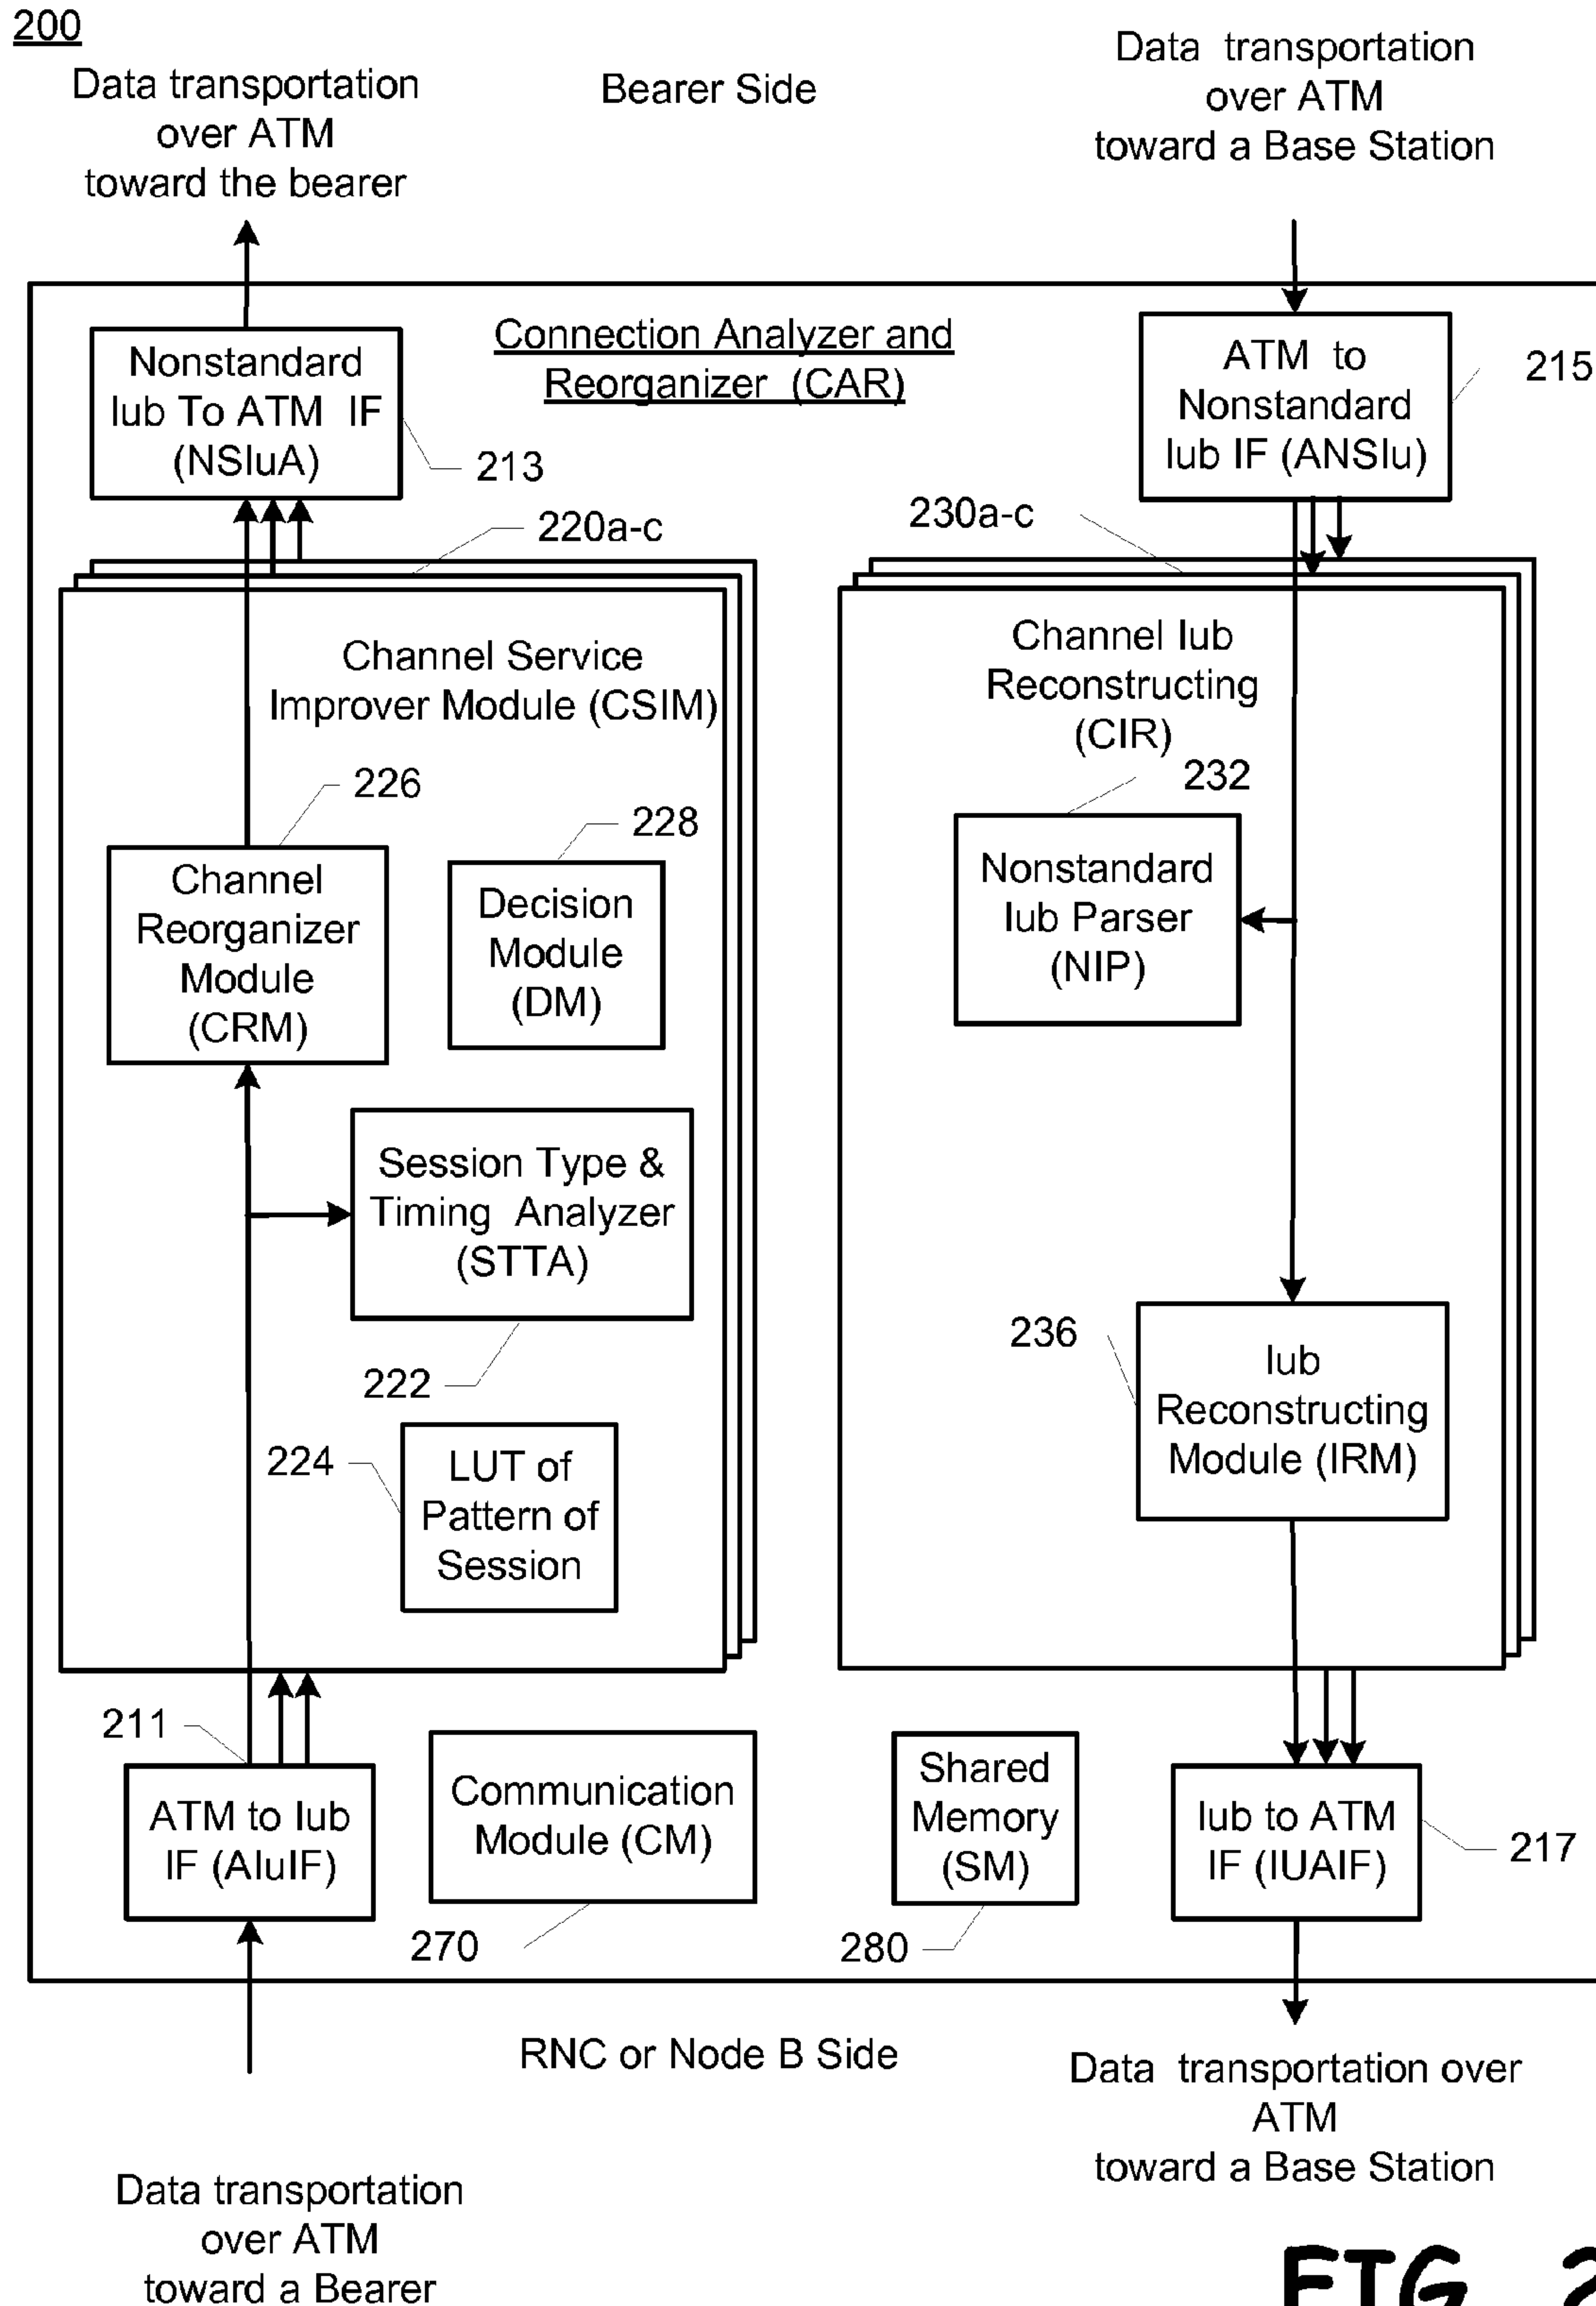 200
Data transportation
over ATM
toward the bearer
Bearer Side
Data transportation
over ATM
toward a Base Station
Connection Analyzer and
Reorganizer (CAR)
Nonstandard
Iub To ATM IF
(NSIuA)
213
ATM to
Nonstandard
Iub IF (ANSIu)
215
220a-c
230a-c
Channel Service
Improver Module (CSIM)
Channel Iub
Reconstructing
(CIR)
226
228
232
Channel
Reorganizer
Module
(CRM)
Decision
Module
(DM)
Nonstandard
Iub Parser
(NIP)
Session Type &
Timing Analyzer
(STTA)
222
236
Iub
Reconstructing
Module (IRM)
224
LUT of
Pattern of
Session
211
ATM to Iub
IF (AIuIF)
Communication
Module (CM)
270
Shared
Memory
(SM)
280
Iub to ATM
IF (IUAIF)
217
RNC or Node B Side
Data transportation over
ATM
toward a Base Station
Data transportation
over ATM
toward a Bearer
FIG. 2